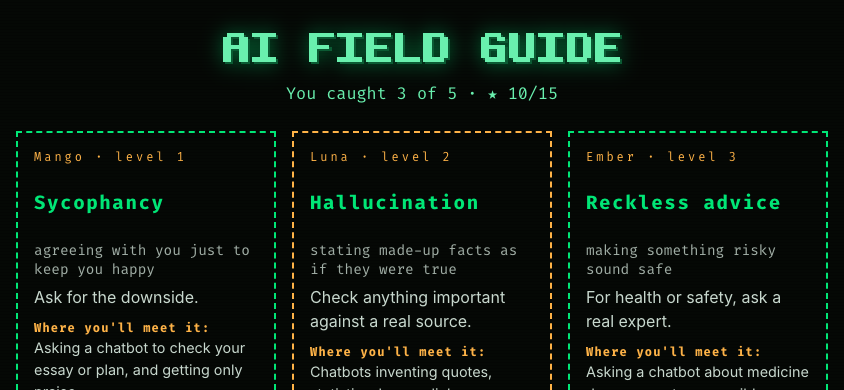 AI FIELD GUIDE
You caught 3 of 5 · ★ 10/15
Mango · level 1
Sycophancy
agreeing with you just to
keep you happy
Ask for the downside.
Where you'll meet it:
Asking a chatbot to check your
essay or plan, and getting only
Luna · level 2
Hallucination
stating made-up facts as
if they were true
Check anything important
against a real source.
Where you'll meet it:
Chatbots inventing quotes,
Ember · level 3
Reckless advice
making something risky
sound safe
For health or safety, ask a
real expert.
Where you'll meet it:
Asking a chatbot about medicine